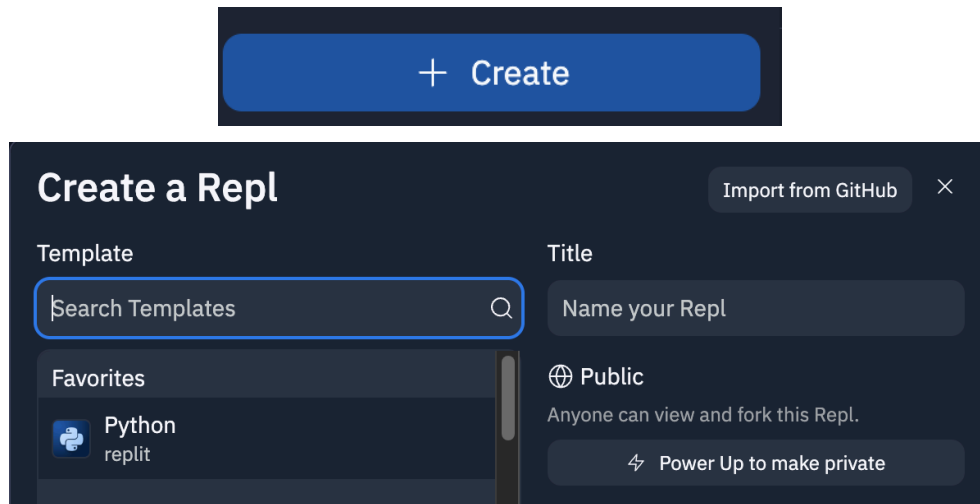 + Create
Create a Repl
Import from GitHub
Template
Title
Search Templates
Name your Repl
Favorites
Public
Python
replit
Anyone can view and fork this Repl.
Power Up to make private